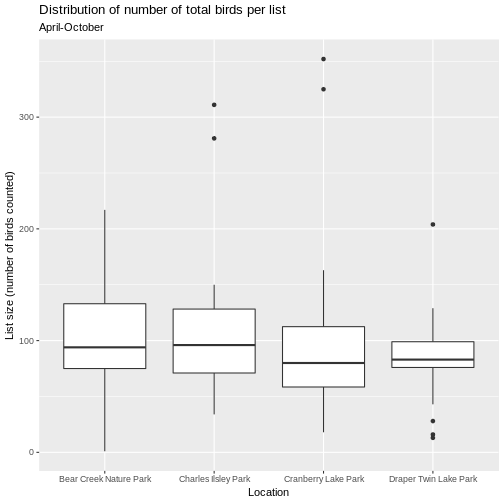 Distribution of number of total birds per list
April-October
List size (number of birds counted)
300
200
100
0
Bear Creek Nature Park
Charles Ilsley Park
Cranberry Lake Park
Draper Twin Lake Park
Location